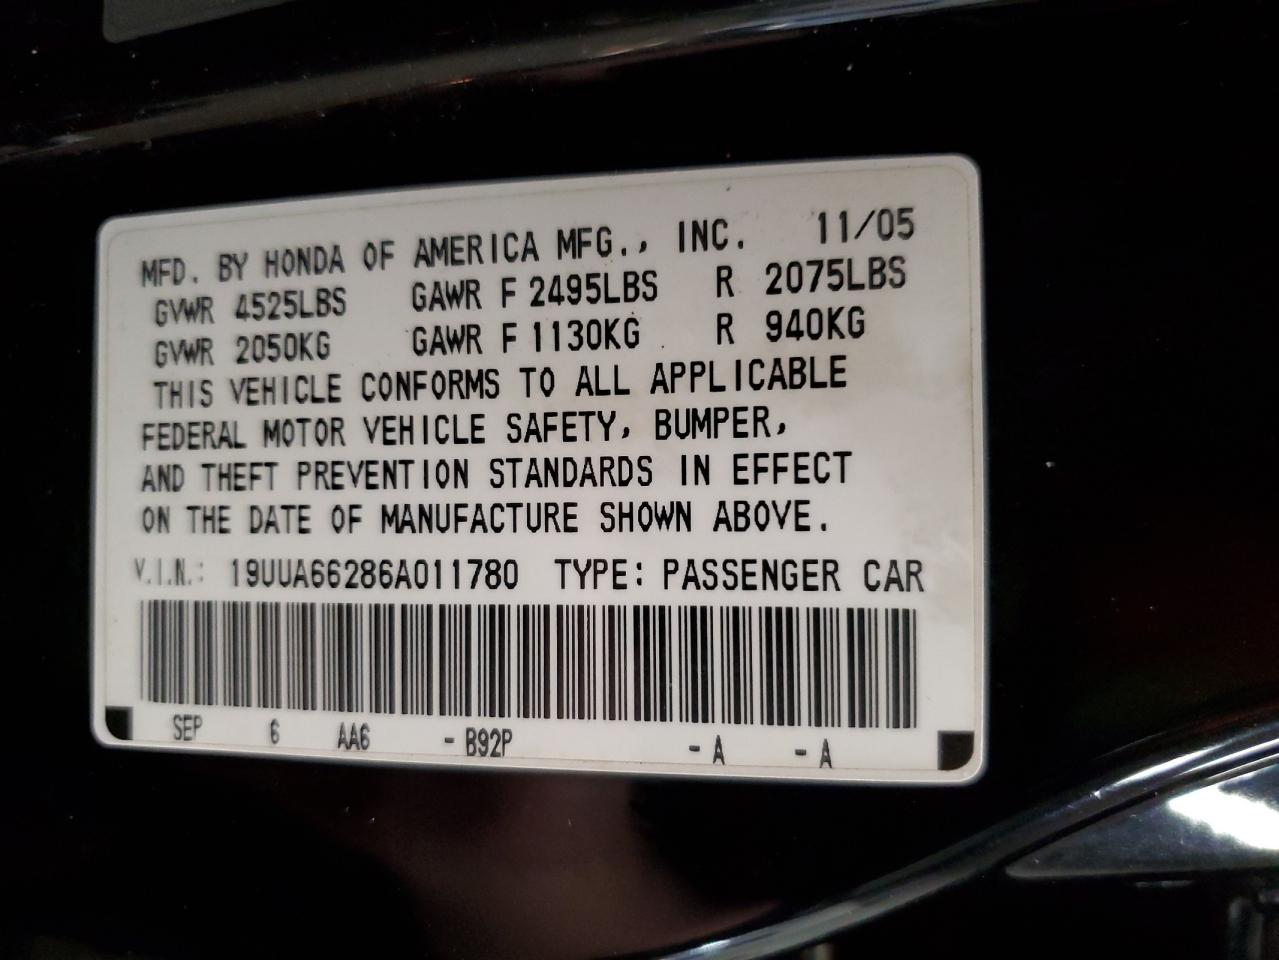 MFD. BY HONDA OF AMERICA MFG., INC. 11/05
GVWR 4525LBS GAWR F 2495LBS R 2075LBS
GVWR 2050KG GAWR F 1130KG R 940KG
THIS VEHICLE CONFORMS TO ALL APPLICABLE
FEDERAL MOTOR VEHICLE SAFETY, BUMPER,
AND THEFT PREVENTION STANDARDS IN EFFECT
ON THE DATE OF MANUFACTURE SHOWN ABOVE.
V.I.N.: 19UUA66286A011780 TYPE: PASSENGER CAR
SEP 6 AA6 - B92P - A - A